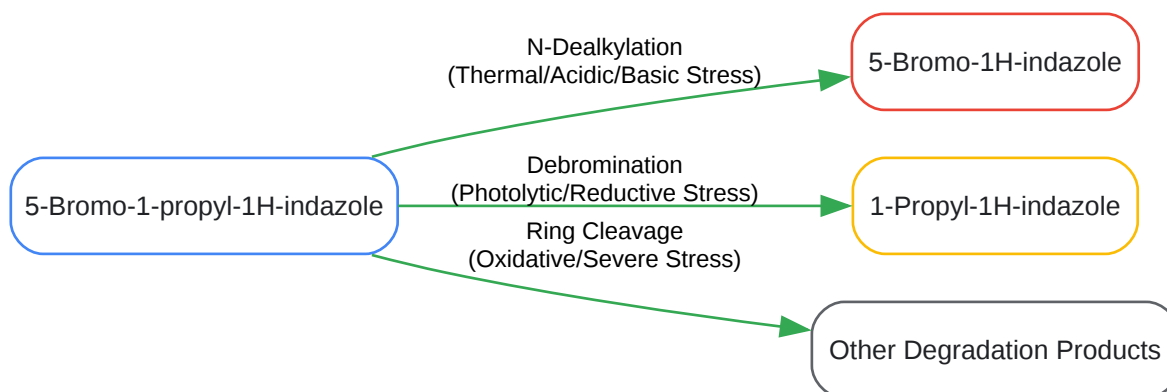 N-Dealkylation
(Thermal/Acidic/Basic Stress)
5-Bromo-1H-indazole
5-Bromo-1-propyl-1H-indazole
Debromination
(Photolytic/Reductive Stress)
1-Propyl-1H-indazole
Ring Cleavage
(Oxidative/Severe Stress)
Other Degradation Products